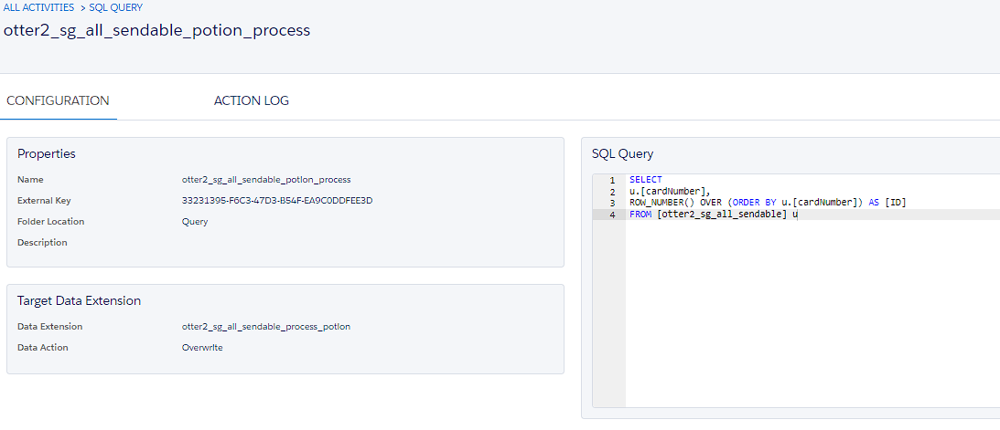 ALL ACTIVITIES > SQL QUERY
otter2_sg_all_sendable_potion_process
CONFIGURATION ACTION LOG
Properties
Name otter2_sg_all_sendable_potion_process
External Key 33231395-F6C3-47D3-B54F-EA9C0DDFEE3D
Folder Location Query
Description
Target Data Extension
Data Extension otter2_sg_all_sendable_process_potion
Data Action Overwrite
SQL Query
1 SELECT
2 u.[cardNumber],
3 ROW_NUMBER() OVER (ORDER BY u.[cardNumber]) AS [ID]
4 FROM [otter2_sg_all_sendable] u